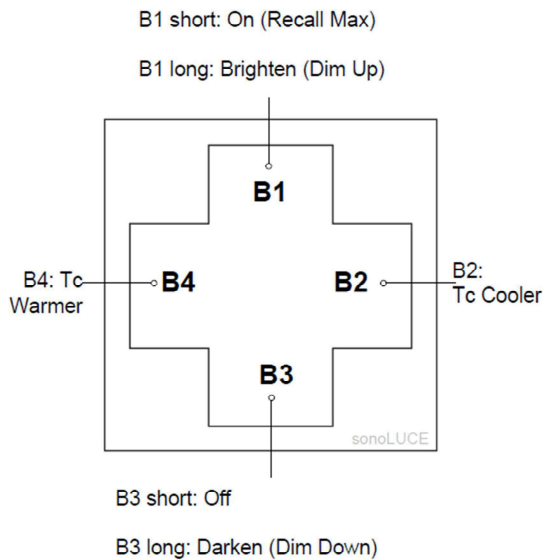 B1 short: On (Recall Max)
B1 long: Brighten (Dim Up)
B1
B4: Tc
Warmer
B4
B2
B2:
Tc Cooler
B3
sonoLUCE
B3 short: Off
B3 long: Darken (Dim Down)